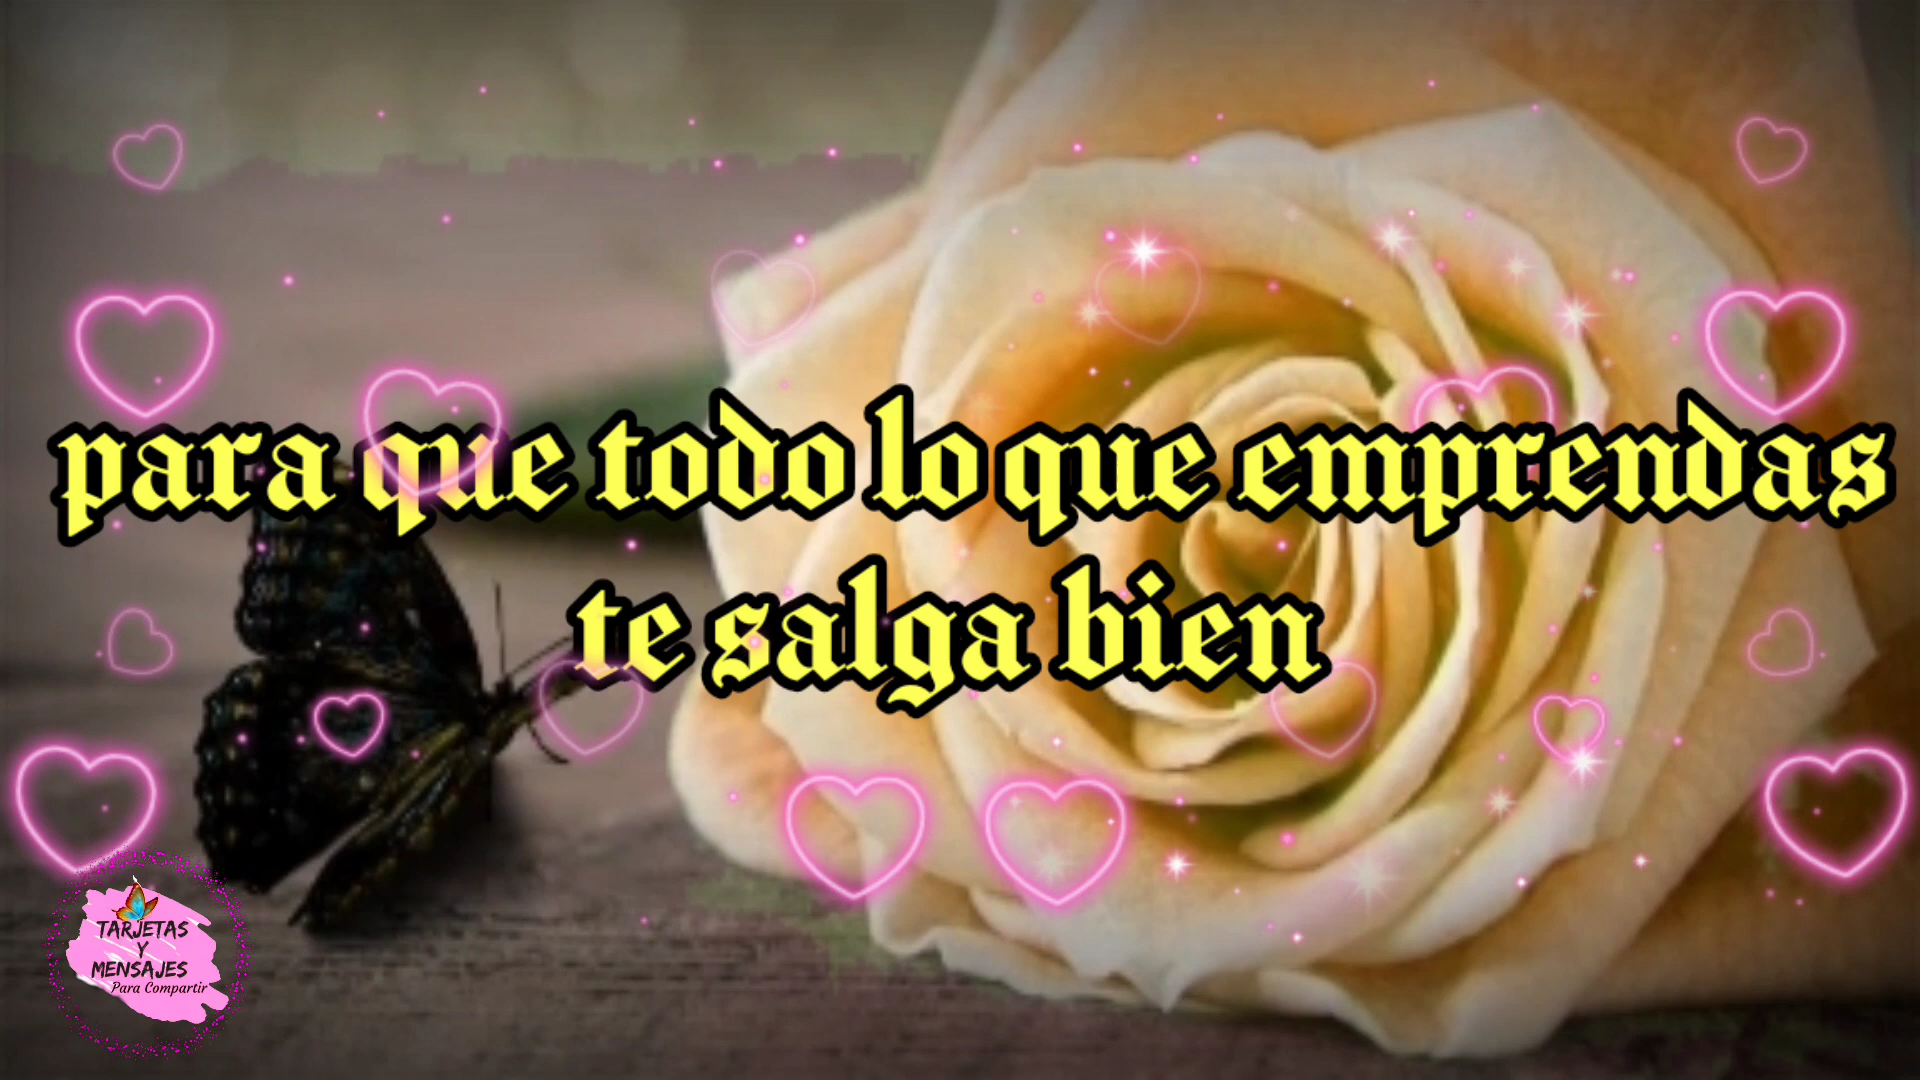 para que todo lo que emprendas
te salga bien
TARJETAS
Y
MENSAJES
Para Compartir